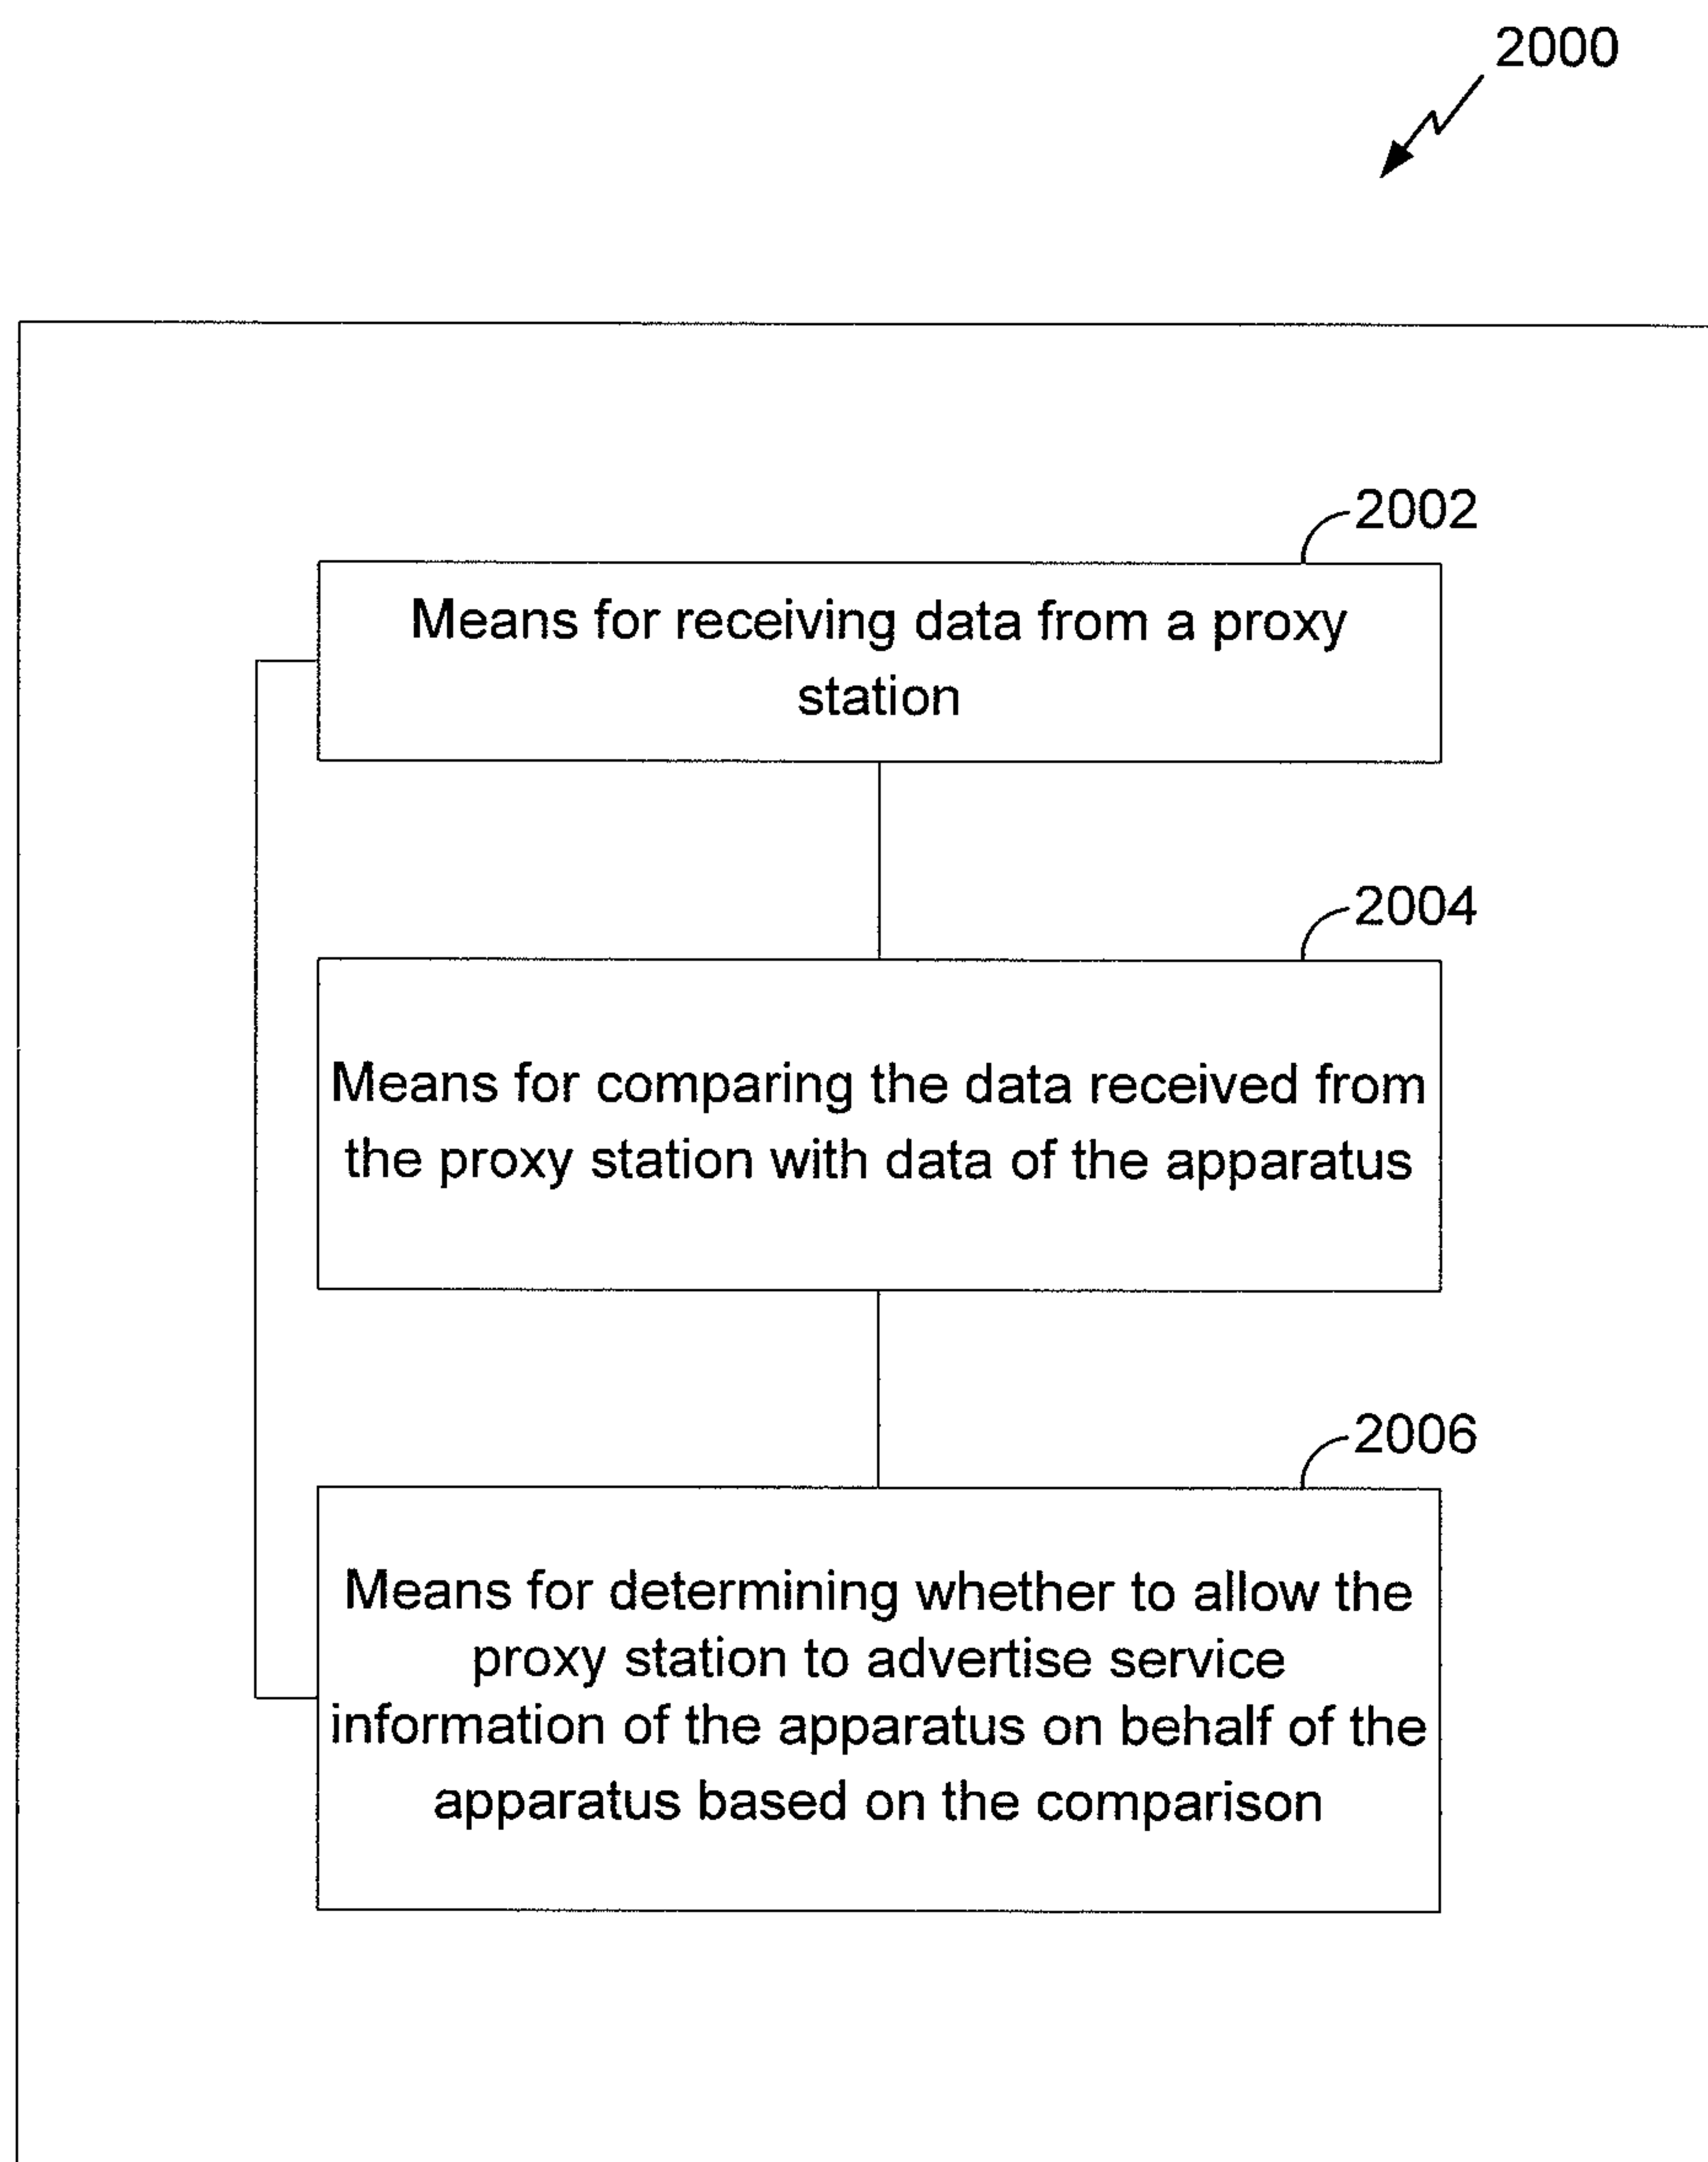 2000
2002
Means for receiving data from a proxy
station
2004
Means for comparing the data received from
the proxy station with data of the apparatus
2006
Means for determining whether to allow the
proxy station to advertise service
information of the apparatus on behalf of the
apparatus based on the comparison